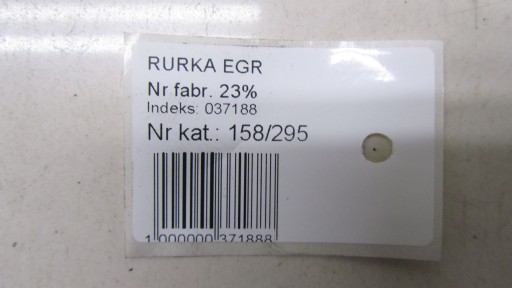 RURKA EGR
Nr fabr. 23%
Indeks: 037188
Nr kat.: 158/295
1 000000 371888